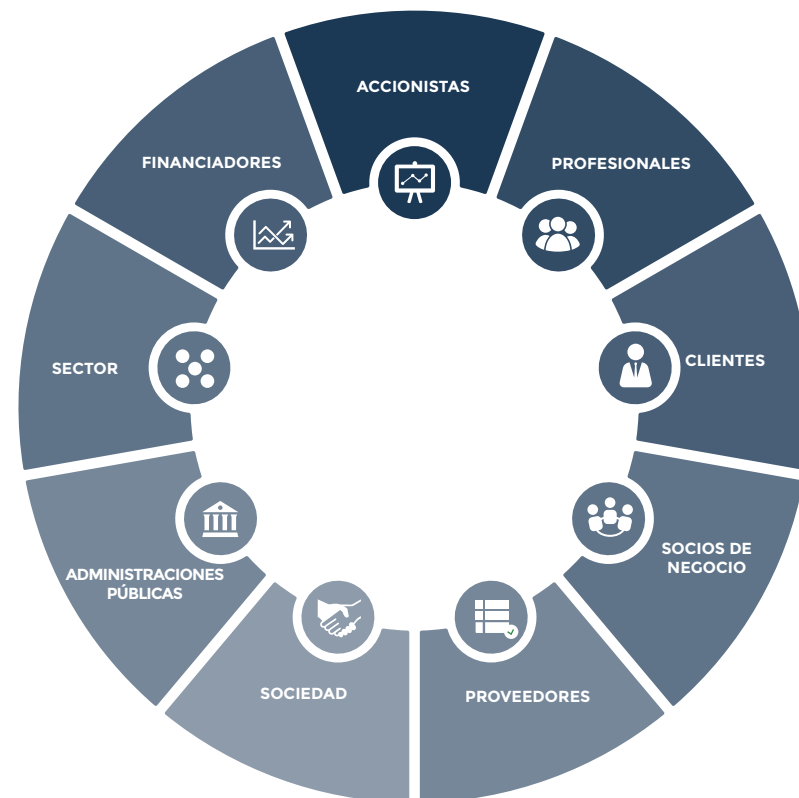 ACCIONISTAS
PROFESIONALES
CLIENTES
SOCIOS DE
NEGOCIO
PROVEEDORES
SOCIEDAD
ADMINISTRACIONES
PÚBLICAS
SECTOR
FINANCIADORES